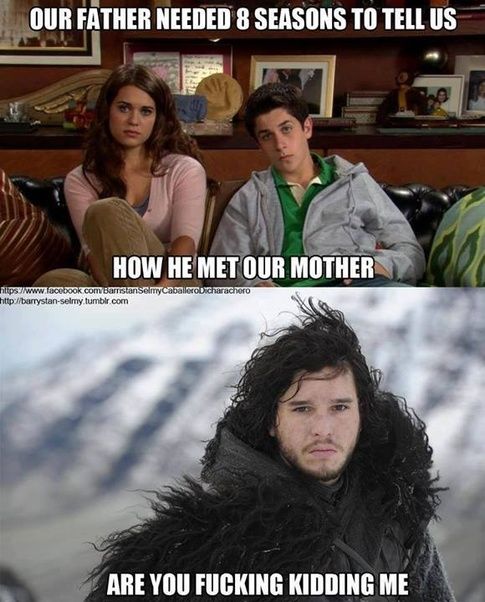 OUR FATHER NEEDED 8 SEASONS TO TELL US
HOW HE MET OUR MOTHER
https://www.facebook.com/BarristanSelmyCaballeroDicharachero
http://barrystan-selmy.tumblr.com
ARE YOU FUCKING KIDDING ME